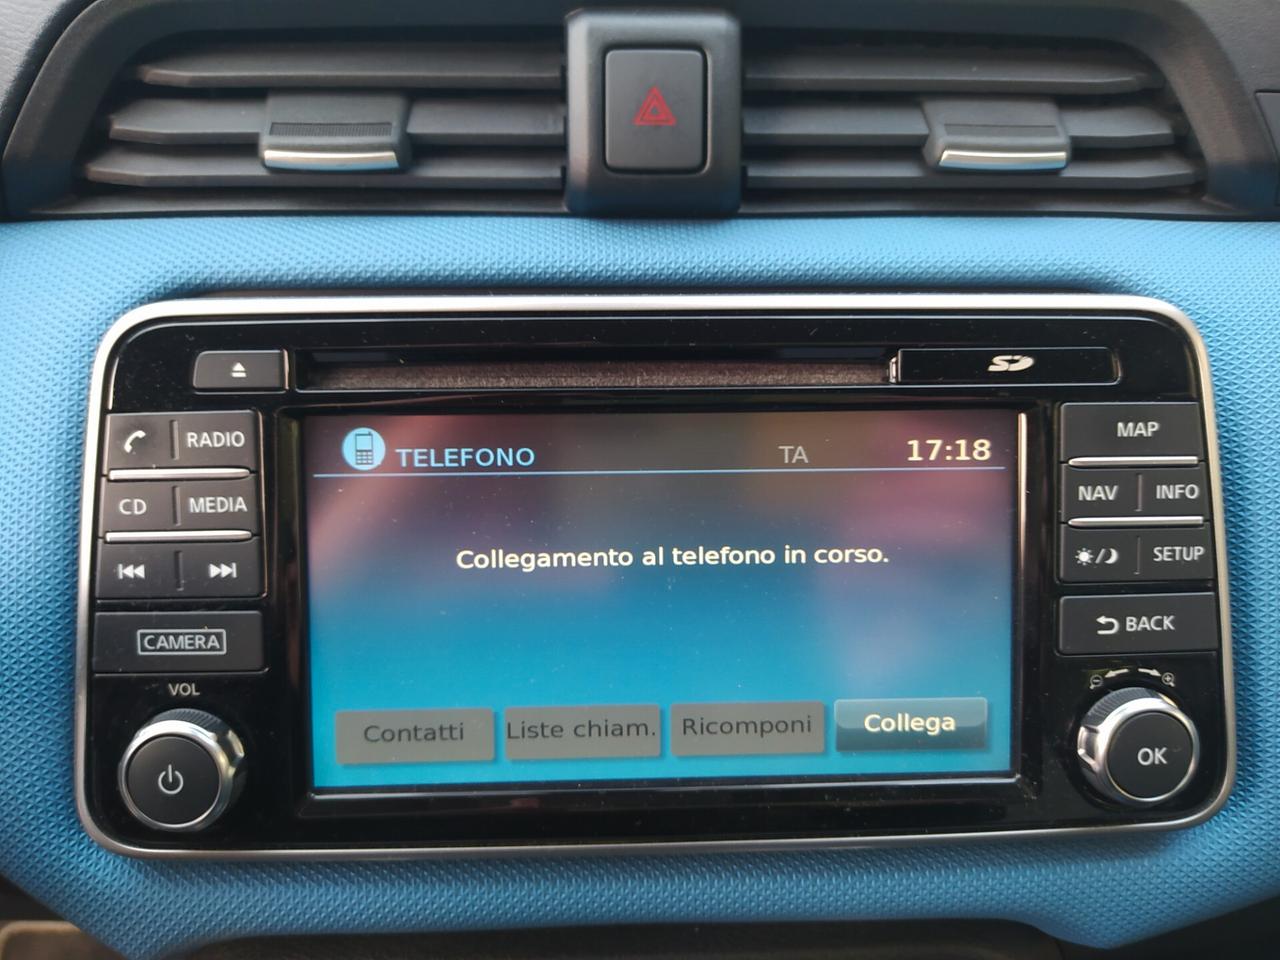 SD
RADIO
CD
MEDIA
CAMERA
VOL
TELEFONO
TA
17:18
Collegamento al telefono in corso.
Contatti
Liste chiam.
Ricomponi
Collega
MAP
NAV
INFO
SETUP
BACK
OK